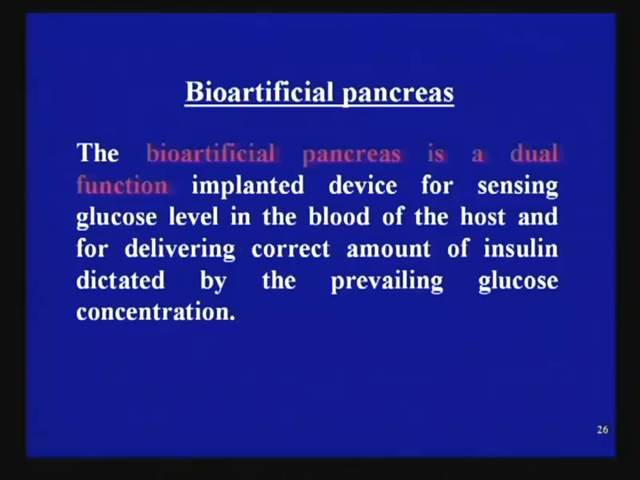 Bioartificial pancreas
The bioartificial pancreas is a dual
function implanted device for sensing
glucose level in the blood of the host and
for delivering correct amount of insulin
dictated by the prevailing glucose
concentration.
26